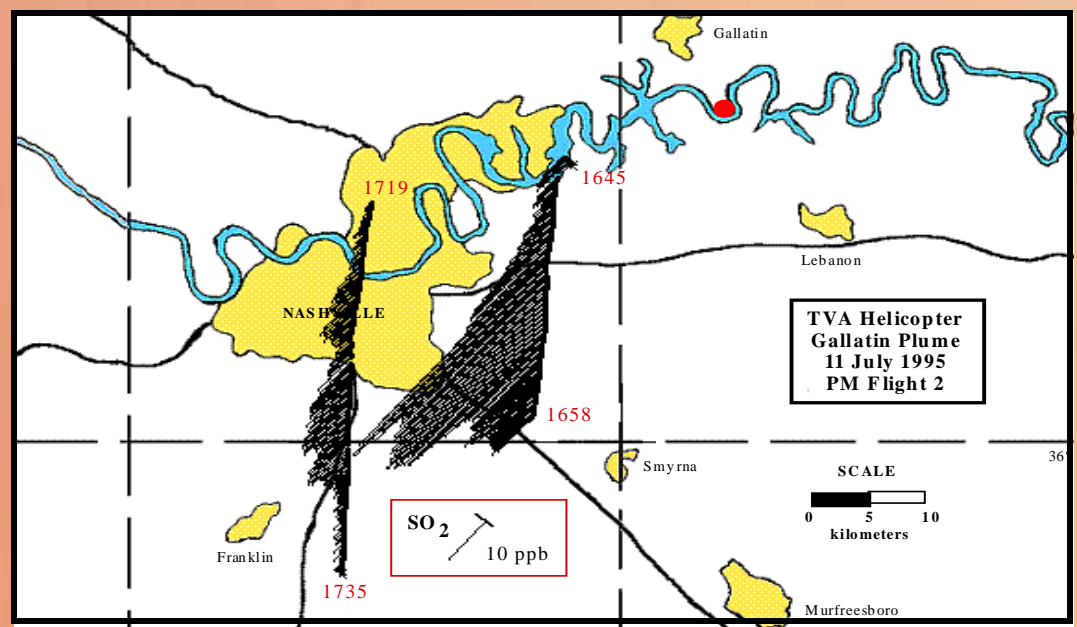 Gallatin
1645
1719
Lebanon
NASHVILLE
TVA Helicopter
Gallatin Plume
11 July 1995
PM Flight 2
1658
36°
Smyrna
SCALE
0 5 10
kilometers
SO2
10 ppb
Franklin
1735
Murfreesboro